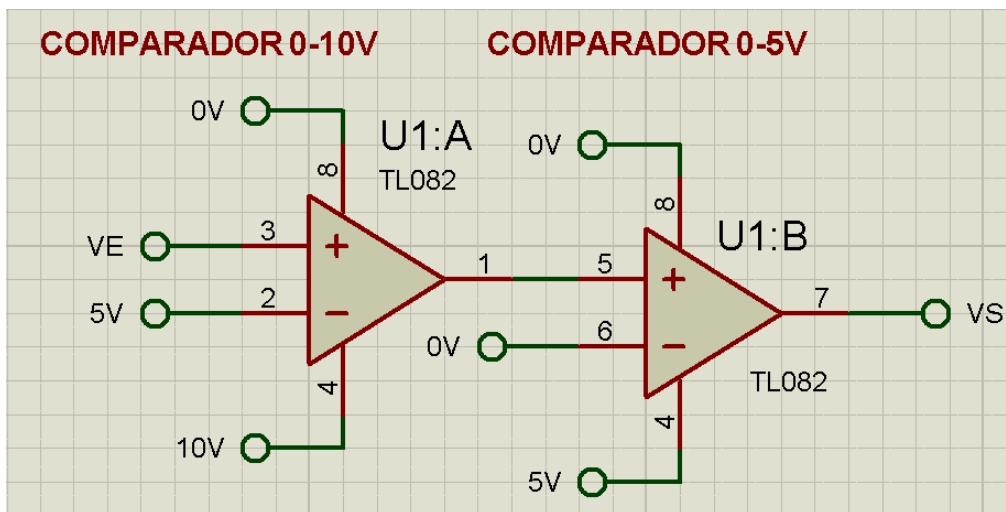 COMPARADOR 0-10V
COMPARADOR 0-5V
0V
U1:A
TL082
8
VE
3
1
5V
2
4
10V
0V
8
U1:B
5
7
VS
0V
6
TL082
4
5V